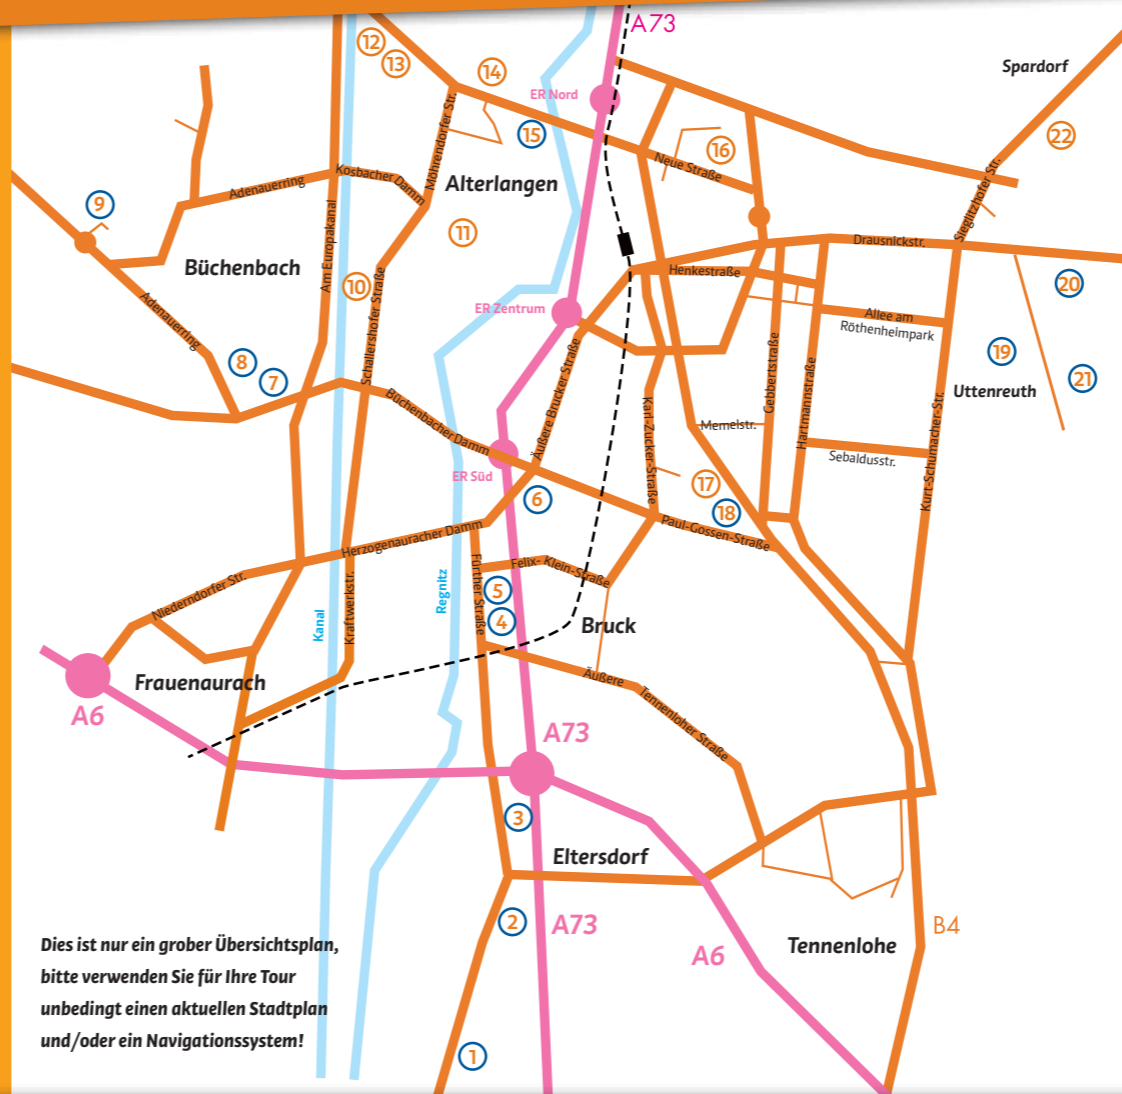 A73
Spardorf
12
13
14
ER Nord
15
16
22
Möhrendorfer Str.
Neue Straße
Kosbacher Damm
Alterlangen
Adenauerring
Sieglitzhofer Str.
9
11
Am Europakanal
Drausnickstr.
Büchenbach
Henkestraße
10
20
Schallershofer Straße
ER Zentrum
Allee am
Röthenheimpark
Adenauerring
8
7
19
21
Uttenreuth
Gebbertstraße
Hartmannstraße
Äußere Brucker Straße
Büchenbacher Damm
Karl-Zucker-Straße
Memelstr.
Kurt-Schumacher-Str.
Sebaldusstr.
ER Süd
6
17
18
Paul-Gossen-Straße
Herzogenauracher Damm
Felix- Klein-Straße
Niederndorfer Str.
Kanal
Kraftwerkstr.
Regnitz
Fürther Straße
5
4
Bruck
Frauenaurach
Äußere
Tennenloher Straße
A6
A73
3
Eltersdorf
2
A73
A6
Tennenlohe
B4
Dies ist nur ein grober Übersichtsplan,
bitte verwenden Sie für Ihre Tour
unbedingt einen aktuellen Stadtplan
und/oder ein Navigationssystem!
1